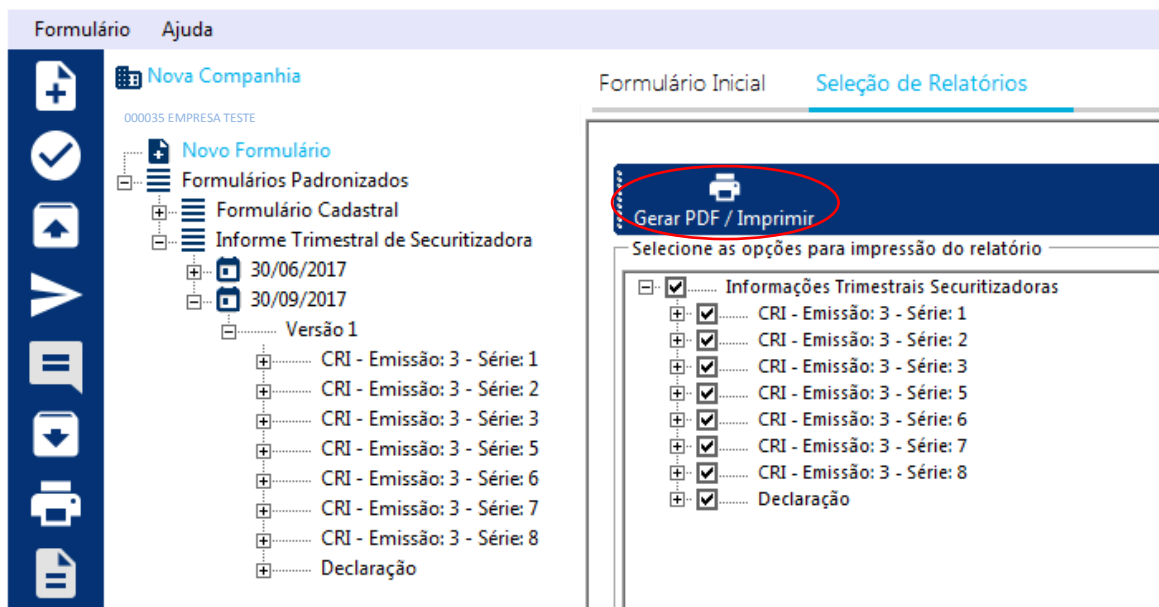 Formulário Ajuda
Nova Companhia
000035 EMPRESA TESTE
Novo Formulário
Formulários Padronizados
Formulário Cadastral
Informe Trimestral de Securitizadora
30/06/2017
30/09/2017
Versão 1
CRI - Emissão: 3 - Série: 1
CRI - Emissão: 3 - Série: 2
CRI - Emissão: 3 - Série: 3
CRI - Emissão: 3 - Série: 5
CRI - Emissão: 3 - Série: 6
CRI - Emissão: 3 - Série: 7
CRI - Emissão: 3 - Série: 8
Declaração
Formulário Inicial Seleção de Relatórios
Gerar PDF / Imprimir
Selecione as opções para impressão do relatório
Informações Trimestrais Securitizadoras
CRI - Emissão: 3 - Série: 1
CRI - Emissão: 3 - Série: 2
CRI - Emissão: 3 - Série: 3
CRI - Emissão: 3 - Série: 5
CRI - Emissão: 3 - Série: 6
CRI - Emissão: 3 - Série: 7
CRI - Emissão: 3 - Série: 8
Declaração